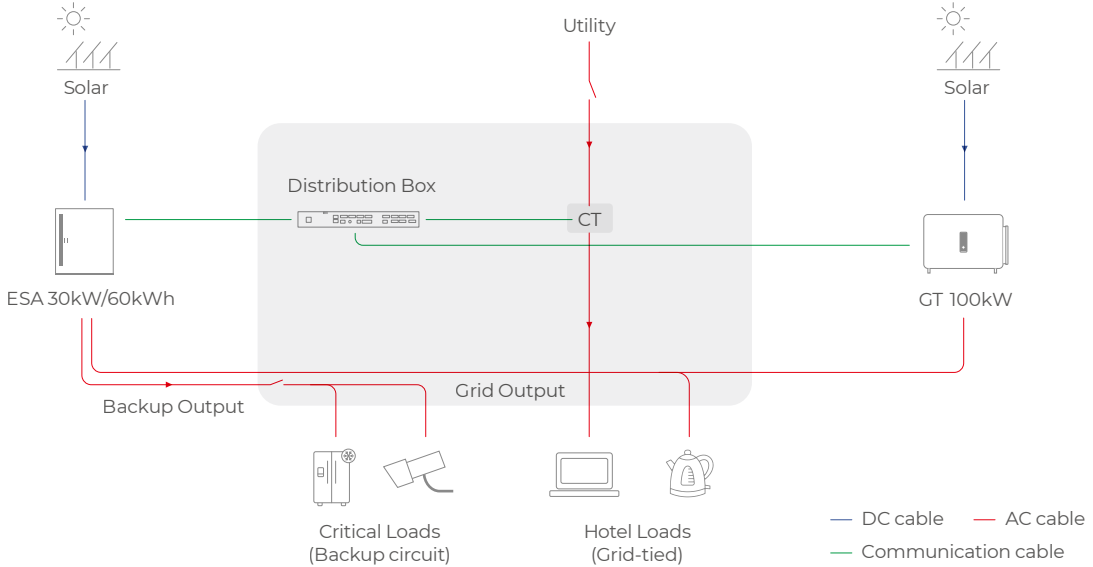 Utility
Solar
Solar
Distribution Box
CT
ESA 30kW/60kWh
GT 100kW
Grid Output
Backup Output
Critical Loads
(Backup circuit)
Hotel Loads
(Grid-tied)
DC cable
AC cable
Communication cable